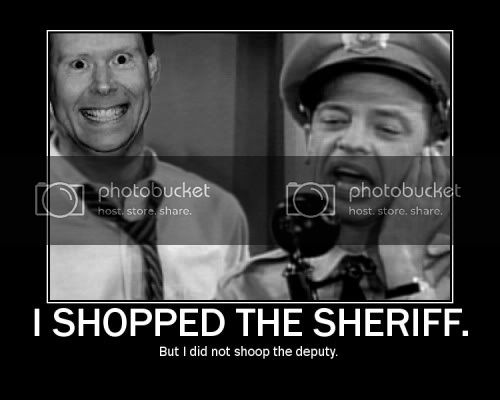 photobucket
host. store. share.
photobucket
host. store. share.
I SHOPPED THE SHERIFF.
But I did not shoop the deputy.